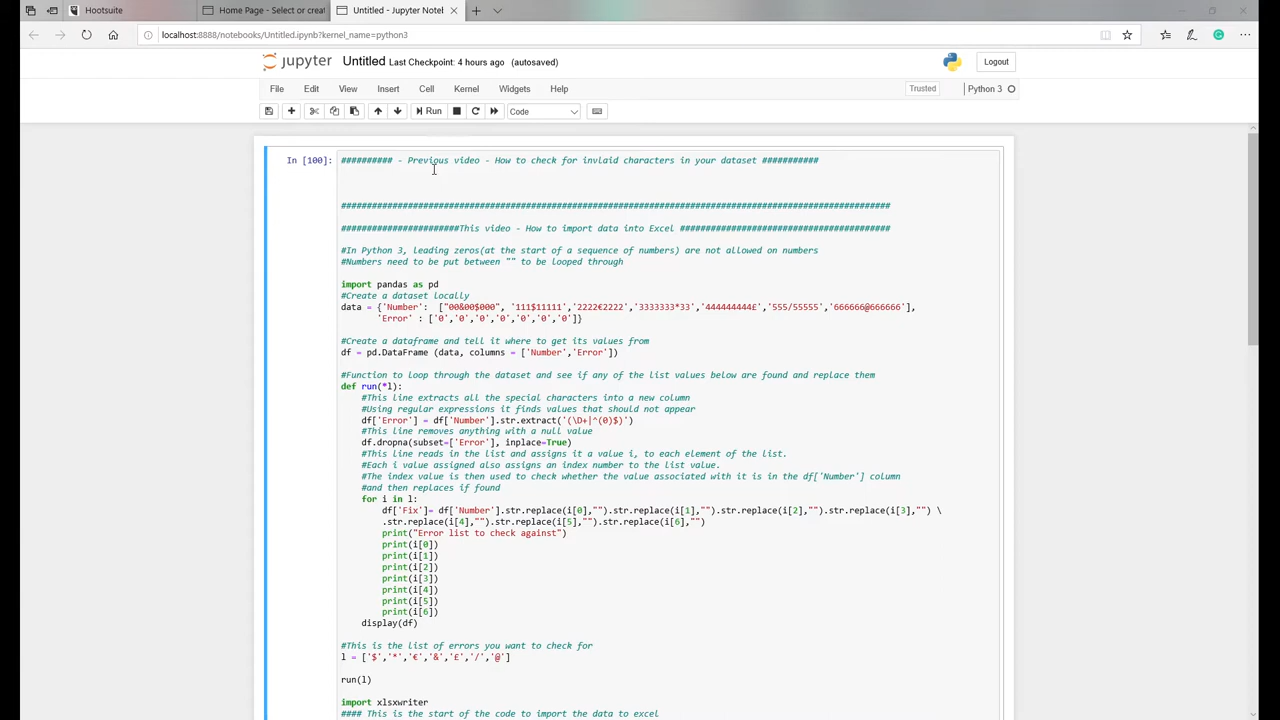 Hootsuite
Home Page - Select or creat
Untitled - Jupyter Noteb
localhost:8888/notebooks/Untitled.ipynb?kernel_name=python3
jupyter Untitled Last Checkpoint: 4 hours ago (autosaved)
Logout
File Edit View Insert Cell Kernel Widgets Help
Trusted
Python 3
Run
Code
In [100]:
########## - Previous video - How to check for invlaid characters in your dataset ###########
############################################################################################################
#######################This video - How to import data into Excel #########################################
#In Python 3, leading zeros(at the start of a sequence of numbers) are not allowed on numbers
#Numbers need to be put between "" to be looped through
import pandas as pd
#Create a dataset locally
data = {'Number': ["00&00$000", '111$11111','2222€2222','3333333*33','444444444£','555/55555','666666@666666'],
'Error' : ['0','0','0','0','0','0','0']}
#Create a dataframe and tell it where to get its values from
df = pd.DataFrame (data, columns = ['Number','Error'])
#Function to loop through the dataset and see if any of the list values below are found and replace them
def run(*l):
#This line extracts all the special characters into a new column
#Using regular expressions it finds values that should not appear
df['Error'] = df['Number'].str.extract('(\D+|^(0)$)')
#This line removes anything with a null value
df.dropna(subset=['Error'], inplace=True)
#This line reads in the list and assigns it a value i, to each element of the list.
#Each i value assigned also assigns an index number to the list value.
#The index value is then used to check whether the value associated with it is in the df['Number'] column
#and then replaces if found
for i in l:
df['Fix']= df['Number'].str.replace(i[0],"").str.replace(i[1],"").str.replace(i[2],"").str.replace(i[3],"") \
.str.replace(i[4],"").str.replace(i[5],"").str.replace(i[6],"")
print("Error list to check against")
print(i[0])
print(i[1])
print(i[2])
print(i[3])
print(i[4])
print(i[5])
print(i[6])
display(df)
#This is the list of errors you want to check for
l = ['$','*','€','&','£','/','@']
run(l)
import xlsxwriter
#### This is the start of the code to import the data to excel